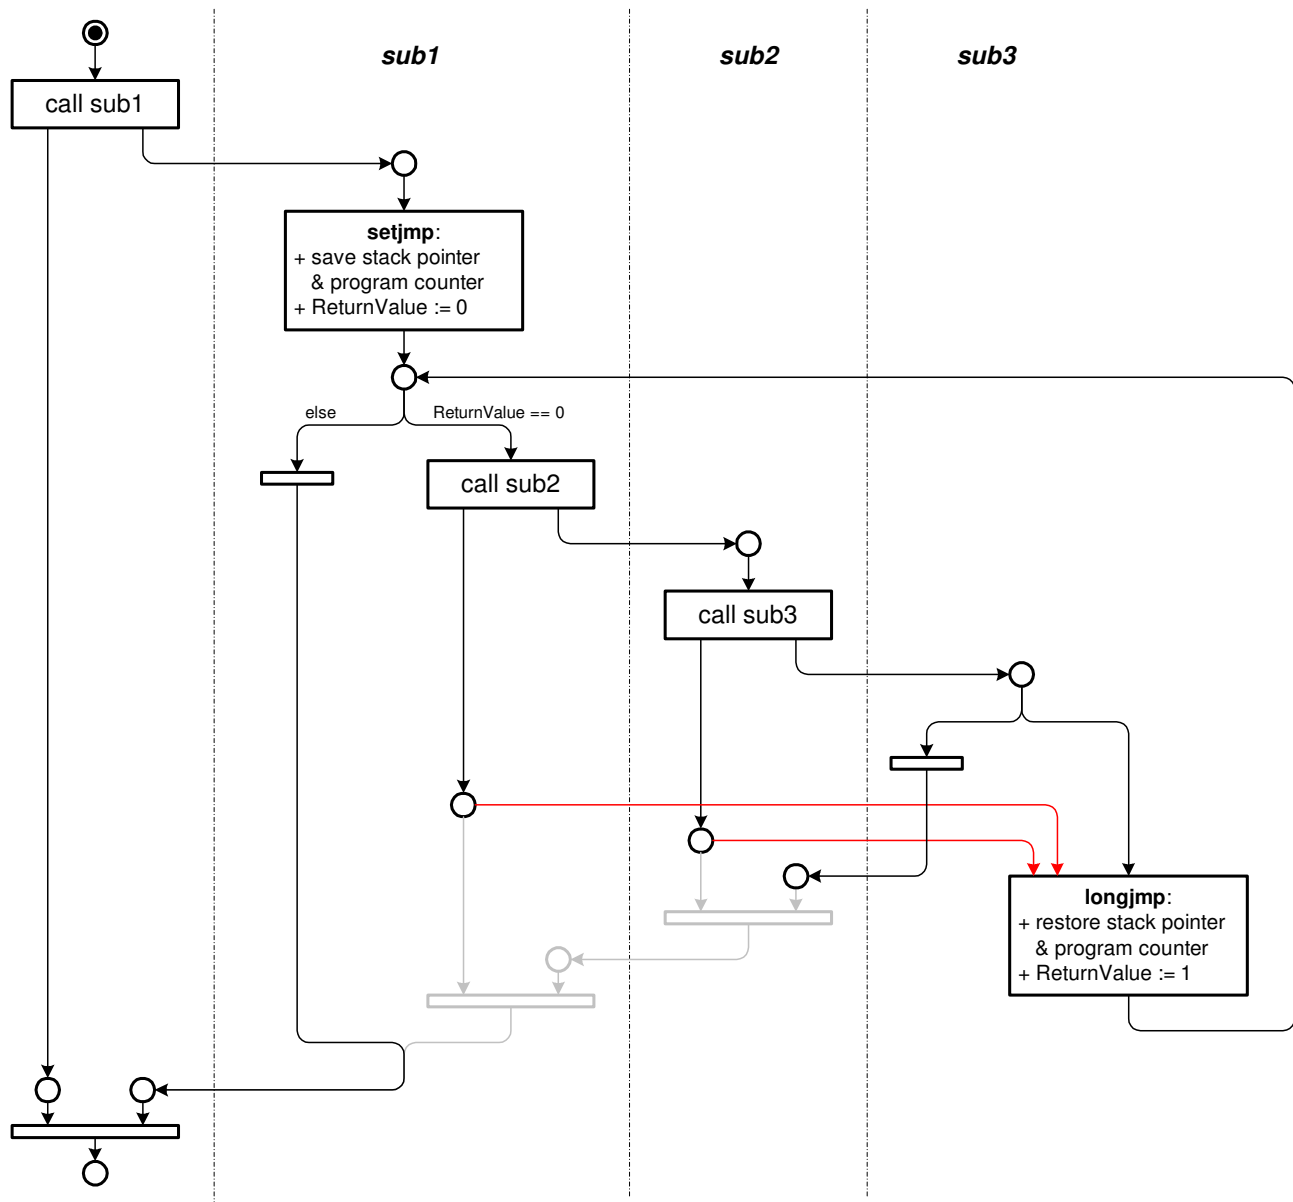 sub1
sub2
sub3
call sub1
setjmp:
+ save stack pointer
& program counter
+ ReturnValue := 0
else
ReturnValue == 0
call sub2
call sub3
longjmp:
+ restore stack pointer
& program counter
+ ReturnValue := 1